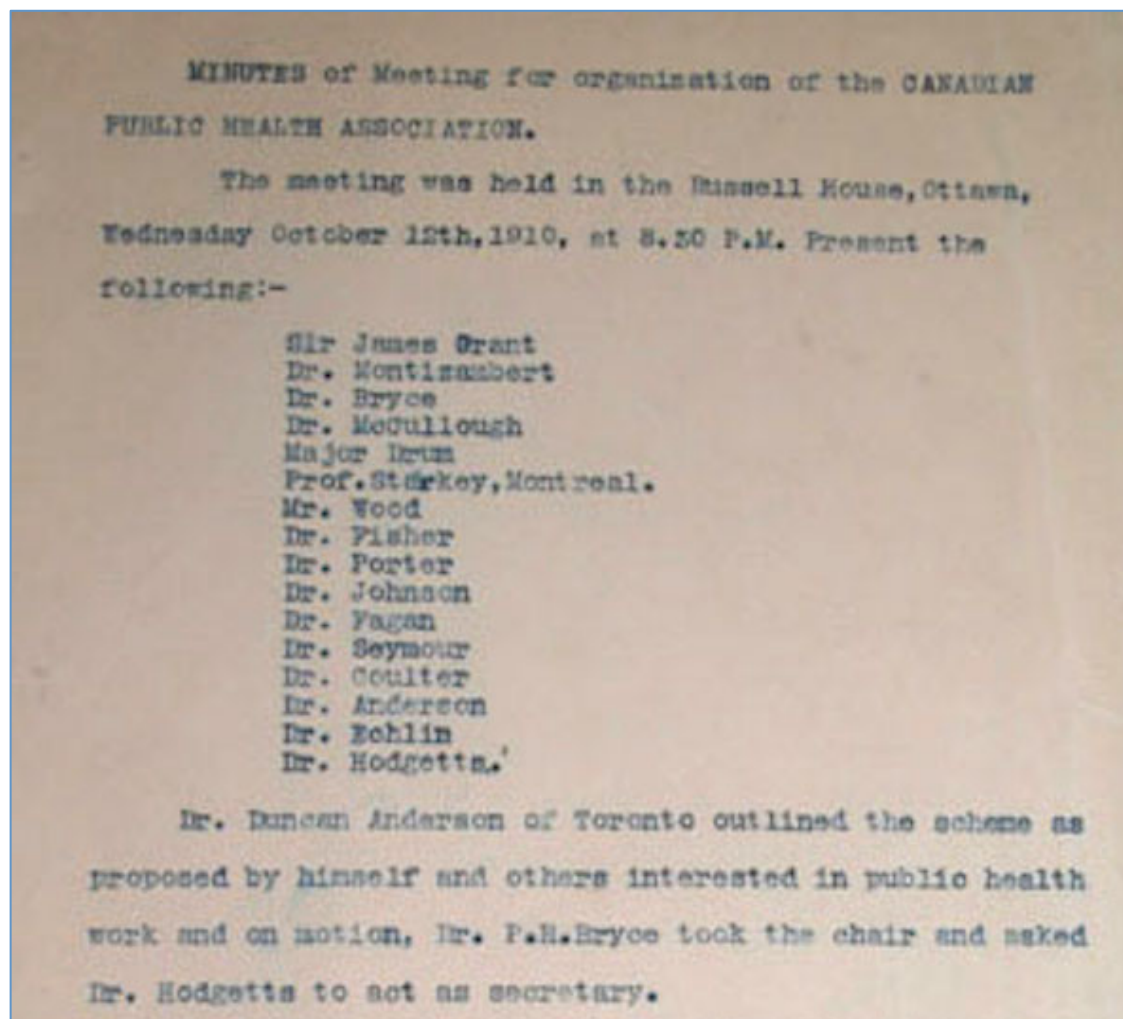 MINUTES of Meeting for organization of the CANADIAN
PUBLIC HEALTH ASSOCIATION.
The meeting was held in the Russell House,Ottawa,
Wednesday October 12th,1910, at 8.30 P.M. Present the
following:-
Sir James Grant
Dr. Montizambert
Dr. Bryce
Dr. McCullough
Major Drum
Prof.Starkey,Montreal.
Mr. Wood
Dr. Fisher
Dr. Porter
Dr. Johnson
Dr. Fagan
Dr. Seymour
Dr. Coulter
Dr. Anderson
Dr. Echlin
Dr. Hodgetts.
Dr. Duncan Anderson of Toronto outlined the scheme as
proposed by himself and others interested in public health
work and on motion, Dr. P.H.Bryce took the chair and asked
Dr. Hodgetts to act as secretary.